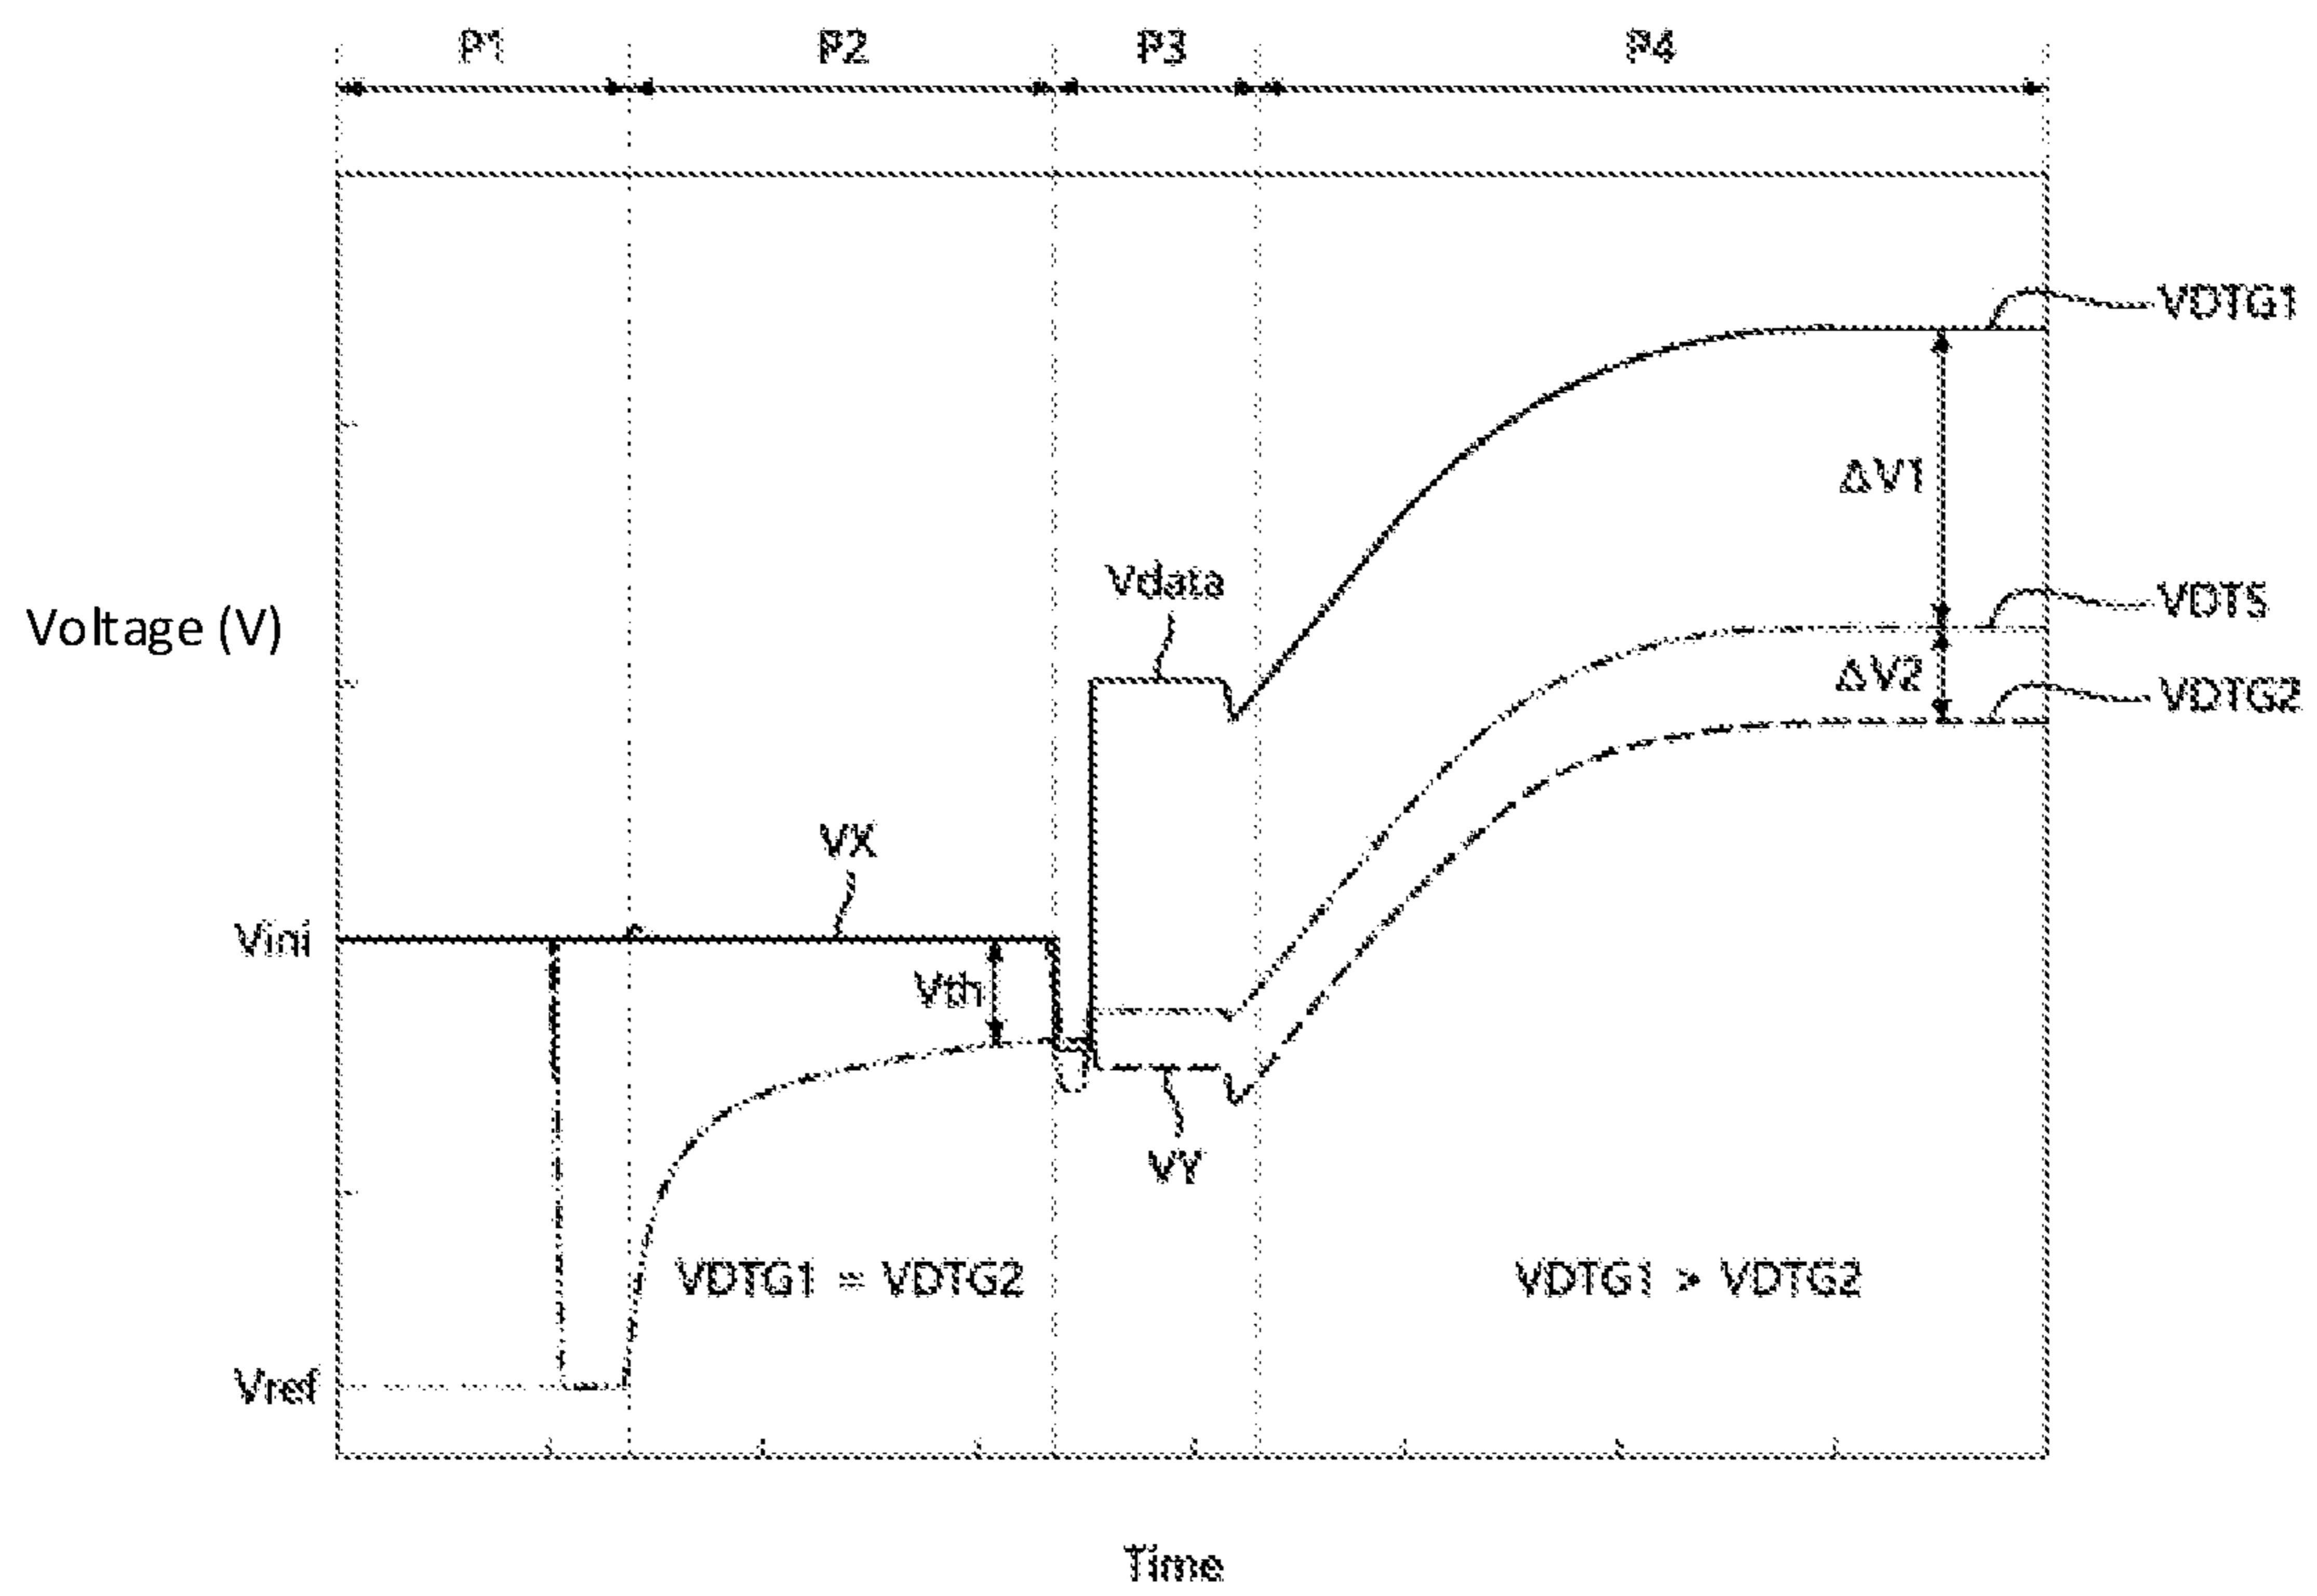 P1 P2 P3 P4
VDTG1
ΔV1
Vdata
VDTS
Voltage (V)
ΔV2
VDTG2
VX
Vini
Vth
VY
VDTG1 = VDTG2
VDTG1 > VDTG2
Vref
Time